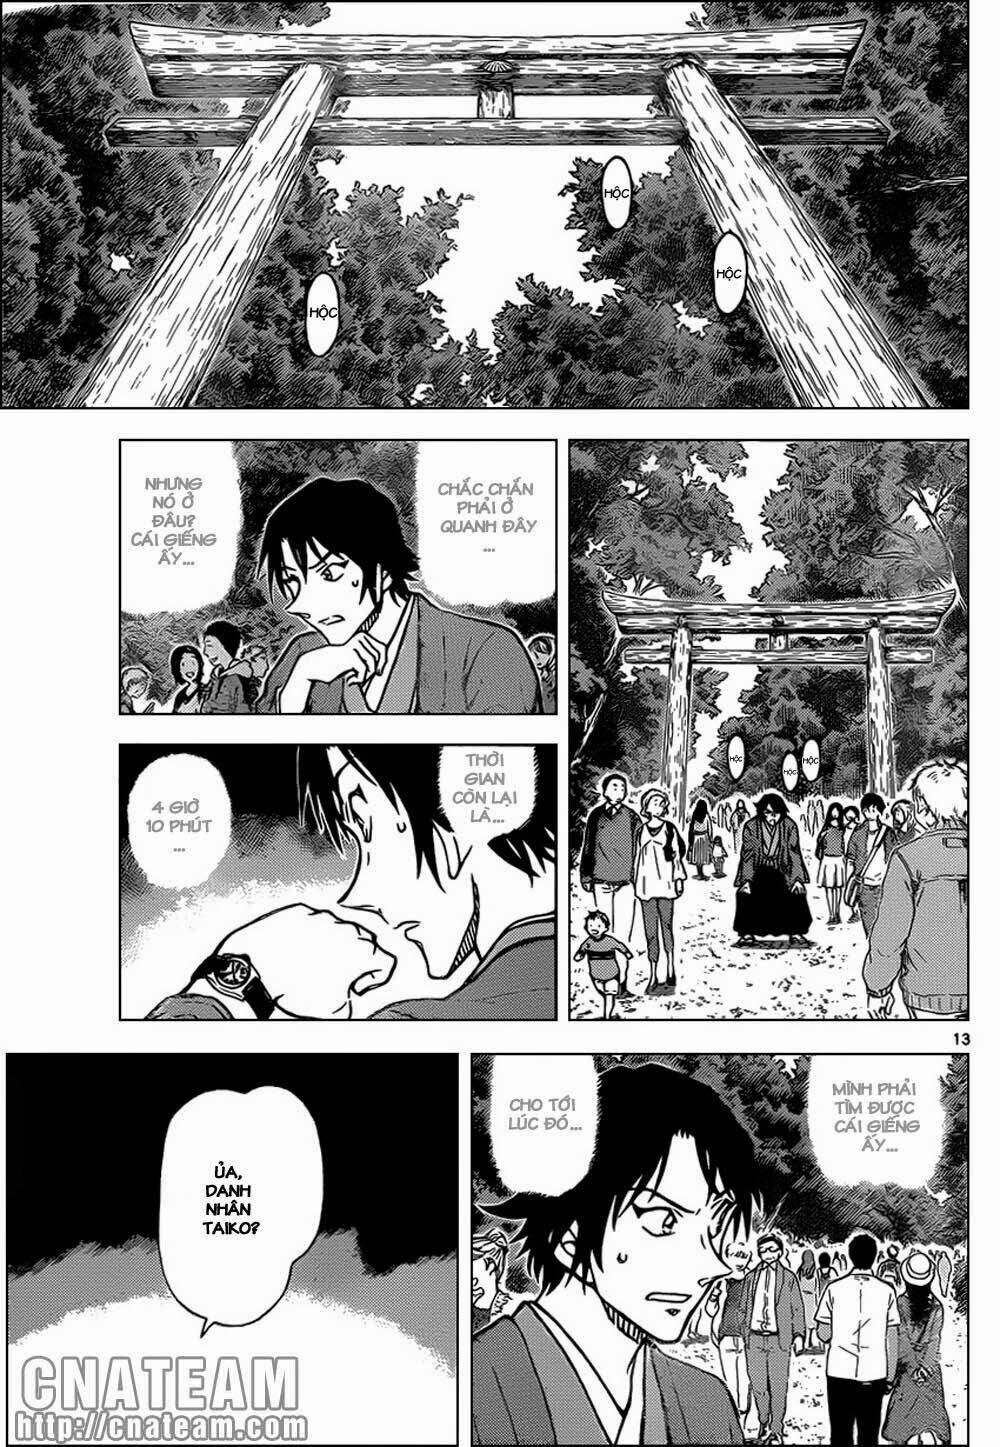 HỘC
HỘC
HỘC
HỘC
HỘC
HỘC
CHẮC CHẮN
PHẢI Ở
QUANH ĐÂY
...
NHƯNG
NÓ Ở
ĐÂU?
CÁI GIẾNG
ẤY...
THỜI
GIAN
CÒN LẠI
LÀ...
4 GIỜ
10 PHÚT
...
13
MÌNH PHẢI
TÌM ĐƯỢC
CÁI GIẾNG
ẤY...
CHO TỚI
LÚC ĐÓ...
ỦA,
DANH
NHÂN
TAIKO?
CNATEAM
http://cnateam.com/